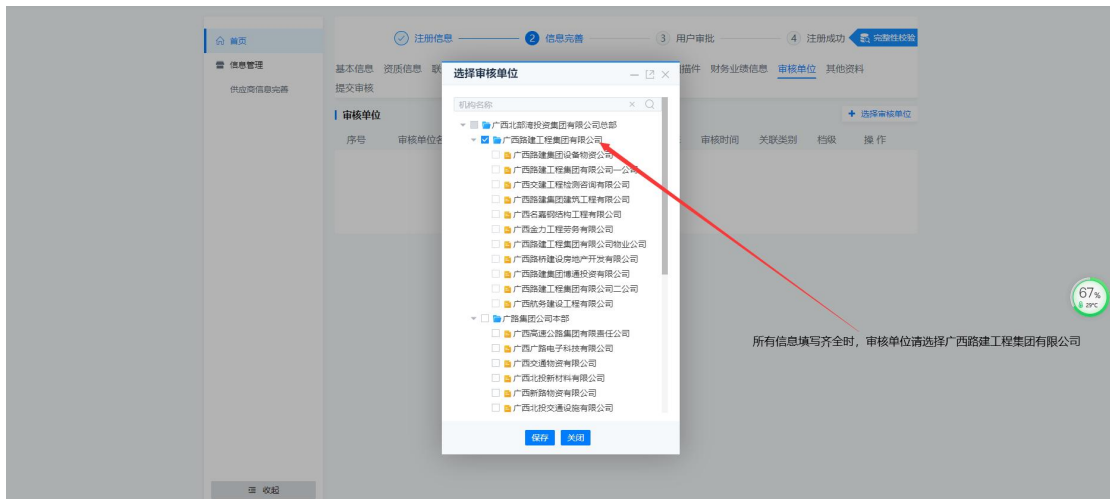 首页
信息管理
供应商信息完善
收起
注册信息
2 信息完善
3 用户审批
4 注册成功
完整性校验
基本信息 资质信息 联
描件 财务业绩信息 审核单位 其他资料
提交审核
审核单位
+ 选择审核单位
序号 审核单位名
审核时间 关联类别 档级 操作
选择审核单位
机构名称
广西北部湾投资集团有限公司总部
广西路建工程集团有限公司
广西路建集团设备物资公司
广西路建工程集团有限公司一公司
广西交建工程检测咨询有限公司
广西路建集团建筑工程有限公司
广西名嘉钢结构工程有限公司
广西金力工程劳务有限公司
广西路建工程集团有限公司物业公司
广西路桥建设房地产开发有限公司
广西路建集团博通投资有限公司
广西路建工程集团有限公司二公司
广西航务建设工程有限公司
广路集团公司本部
广西高速公路集团有限责任公司
广西广路电子科技有限公司
广西交通物资有限公司
广西北投新材料有限公司
广西新路物资有限公司
广西北投交通设施有限公司
保存 关闭
67%
29℃
所有信息填写齐全时，审核单位请选择广西路建工程集团有限公司